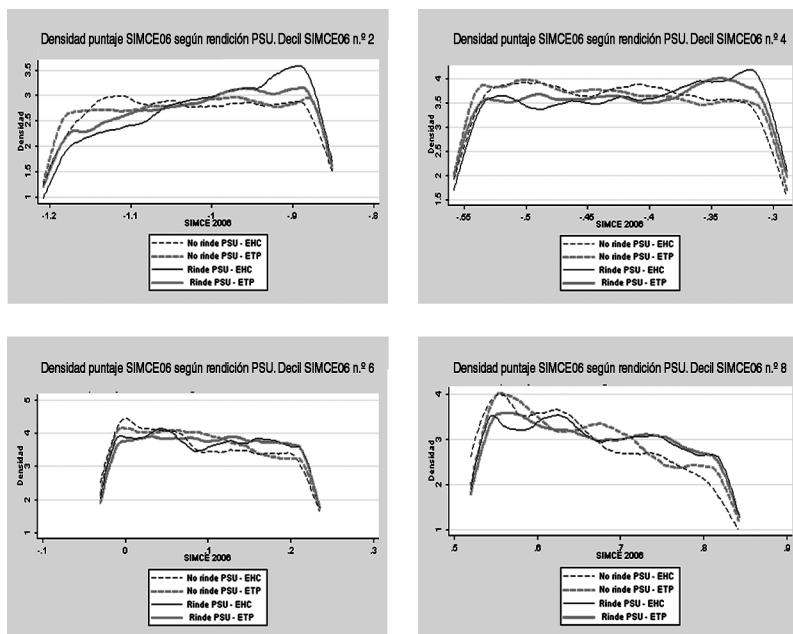 Densidad puntaje SIMCE06 según rendición PSU. Decil SIMCE06 n.º 2
3.5
3
2.5
2
1.5
1
Densidad
-1.2
-1.1
-1
-.9
-.8
SIMCE 2006
No rinde PSU - EHC
No rinde PSU - ETP
Rinde PSU - EHC
Rinde PSU - ETP
Densidad puntaje SIMCE06 según rendición PSU. Decil SIMCE06 n.º 4
4
3.5
3
2.5
2
1.5
Densidad
-.55
-.5
-.45
-.4
-.35
-.3
SIMCE 2006
No rinde PSU - EHC
No rinde PSU - ETP
Rinde PSU - EHC
Rinde PSU - ETP
Densidad puntaje SIMCE06 según rendición PSU. Decil SIMCE06 n.º 6
5
4
3
2
1
Densidad
-.1
0
.1
.2
.3
SIMCE 2006
No rinde PSU - EHC
No rinde PSU - ETP
Rinde PSU - EHC
Rinde PSU - ETP
Densidad puntaje SIMCE06 según rendición PSU. Decil SIMCE06 n.º 8
4
3
2
1
Densidad
.5
.6
.7
.8
.9
SIMCE 2006
No rinde PSU - EHC
No rinde PSU - ETP
Rinde PSU - EHC
Rinde PSU - ETP